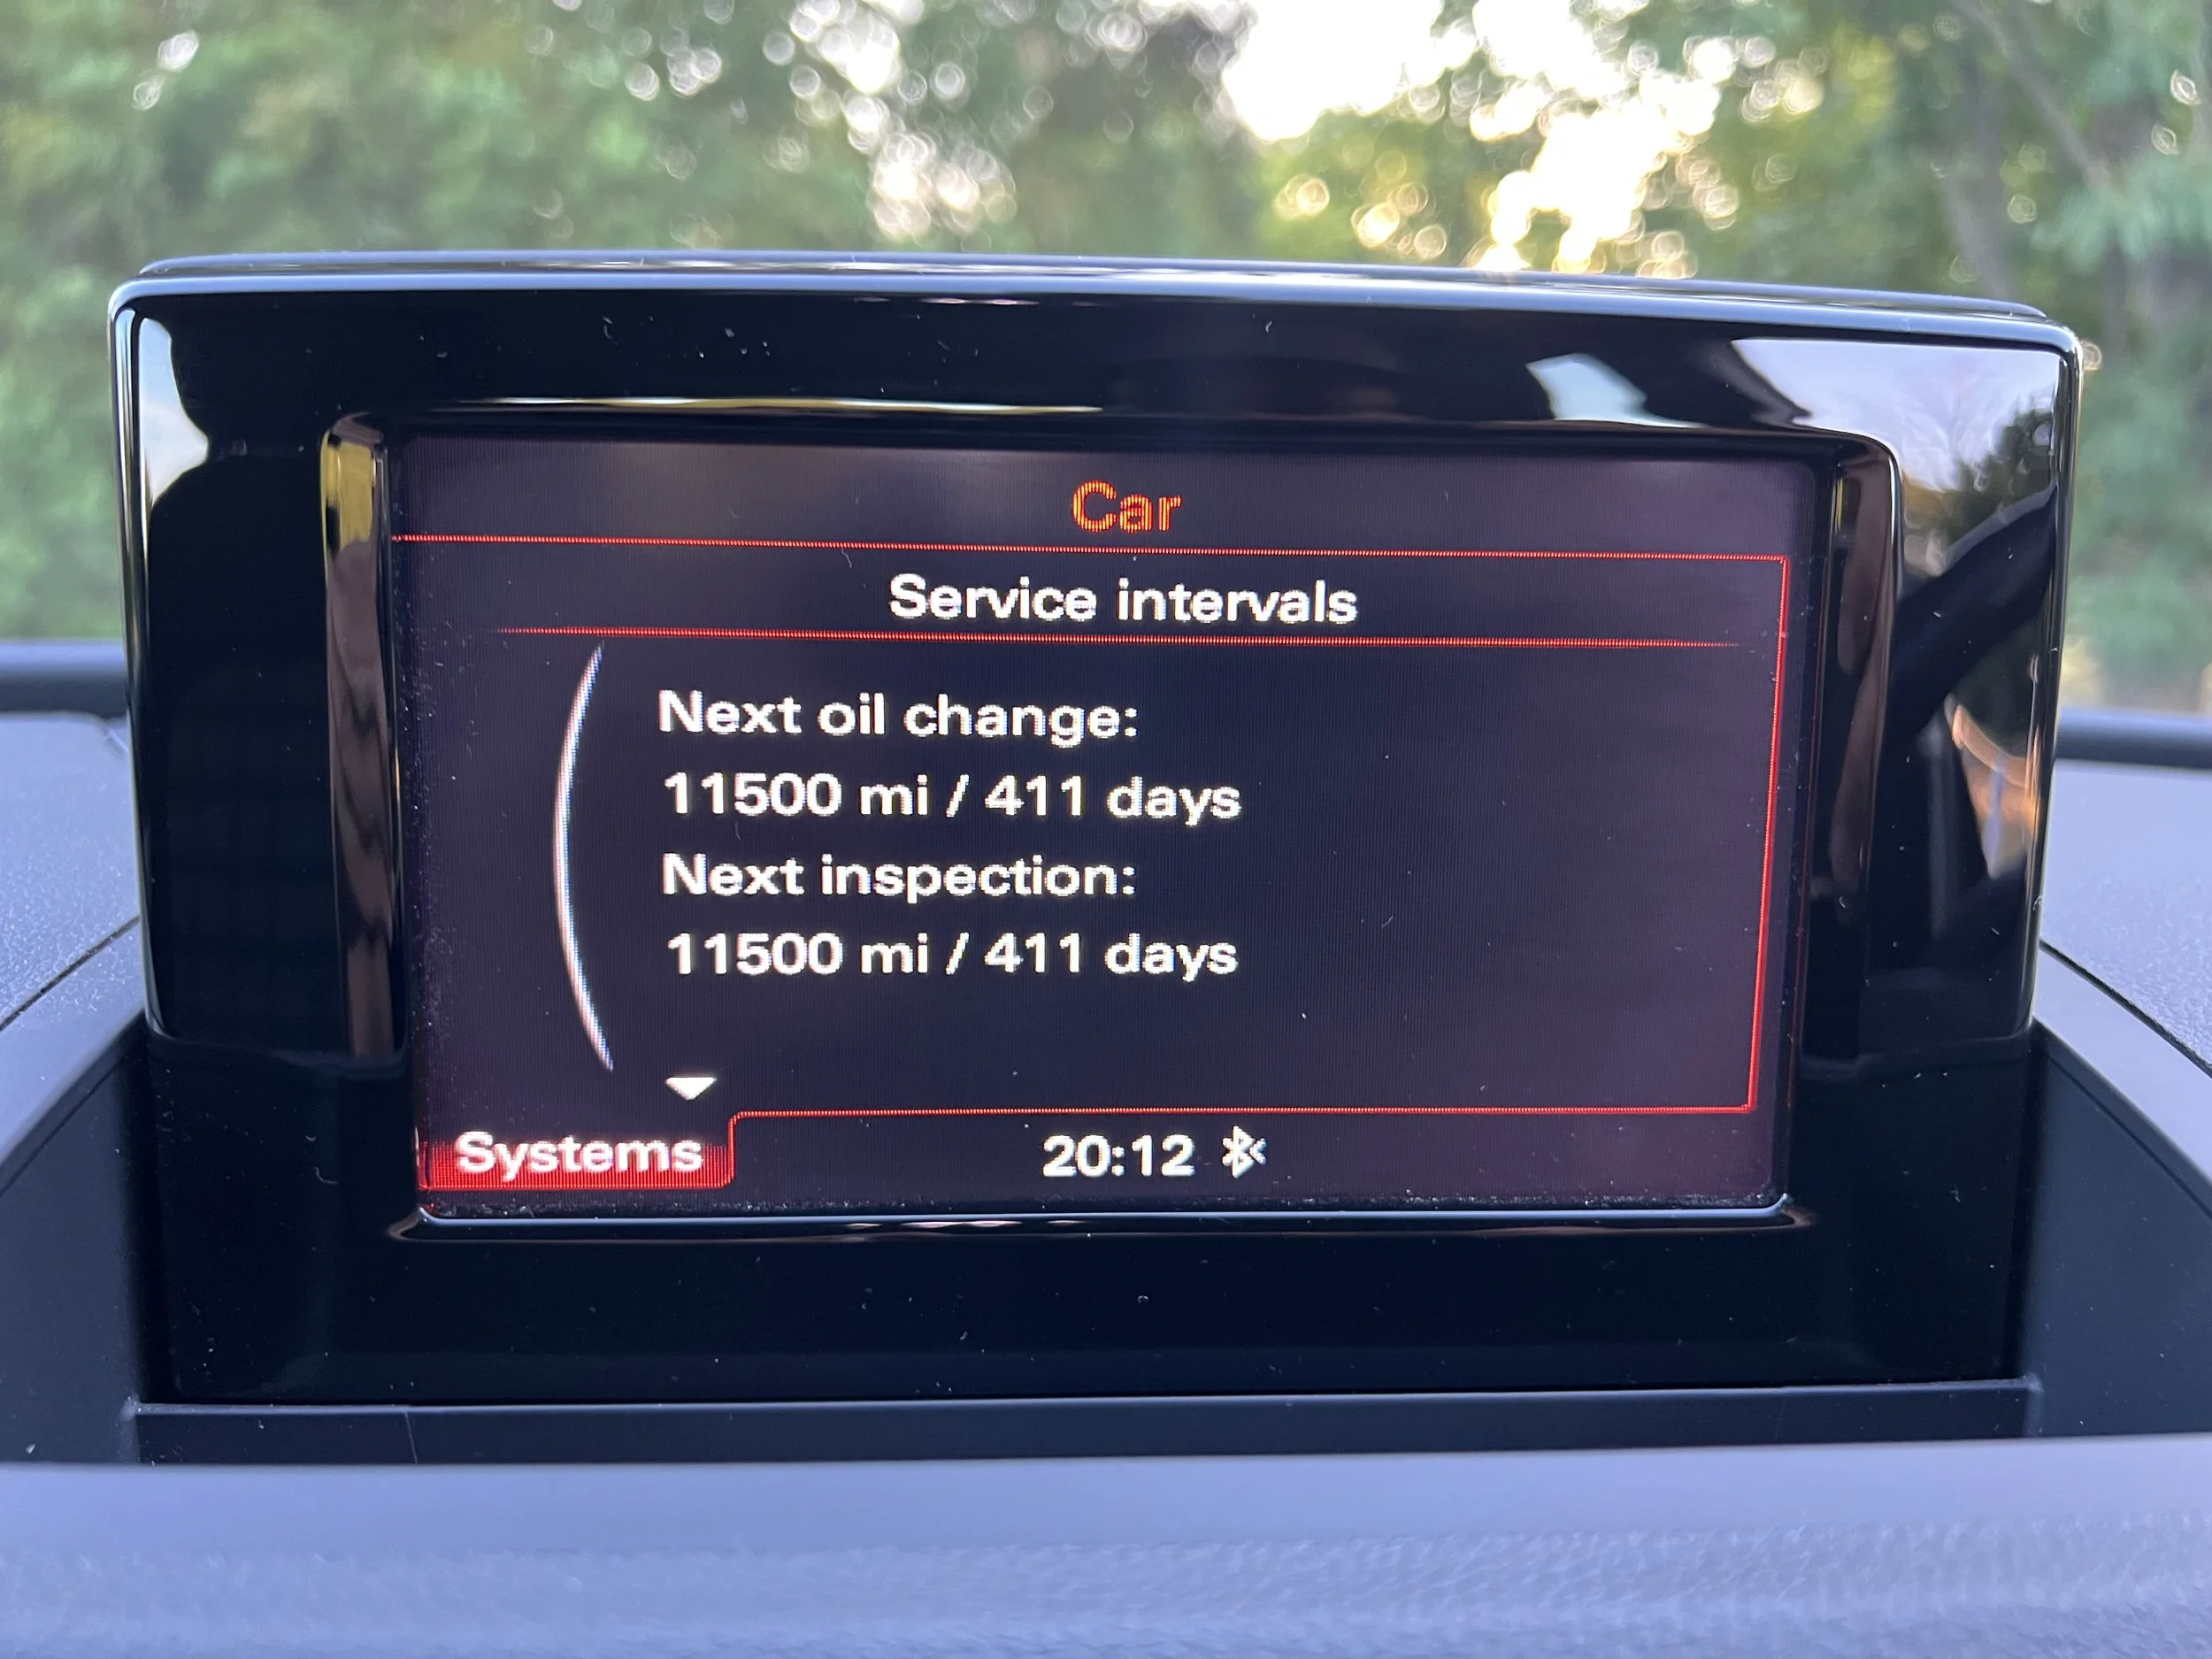 Car
Service intervals
Next oil change:
11500 mi / 411 days
Next inspection:
11500 mi / 411 days
Systems
20:12